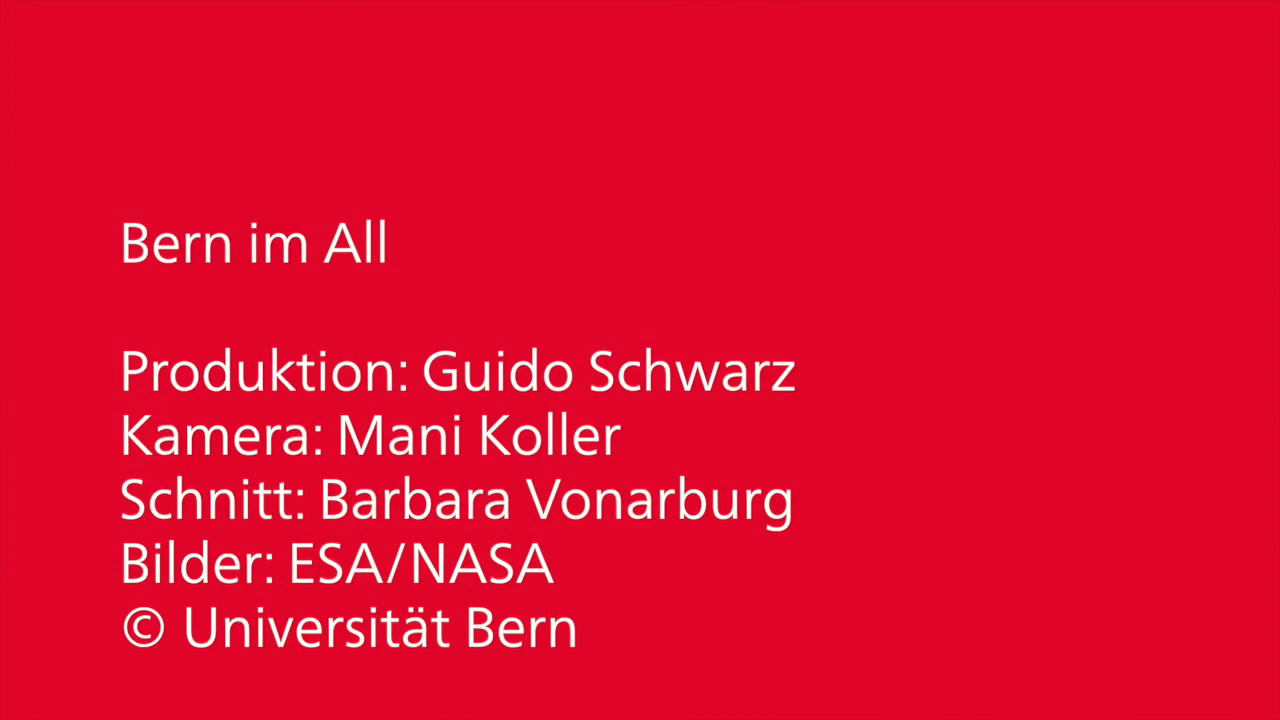 Bern im All
Produktion: Guido Schwarz
Kamera: Mani Koller
Schnitt: Barbara Vonarburg
Bilder: ESA/NASA
© Universität Bern